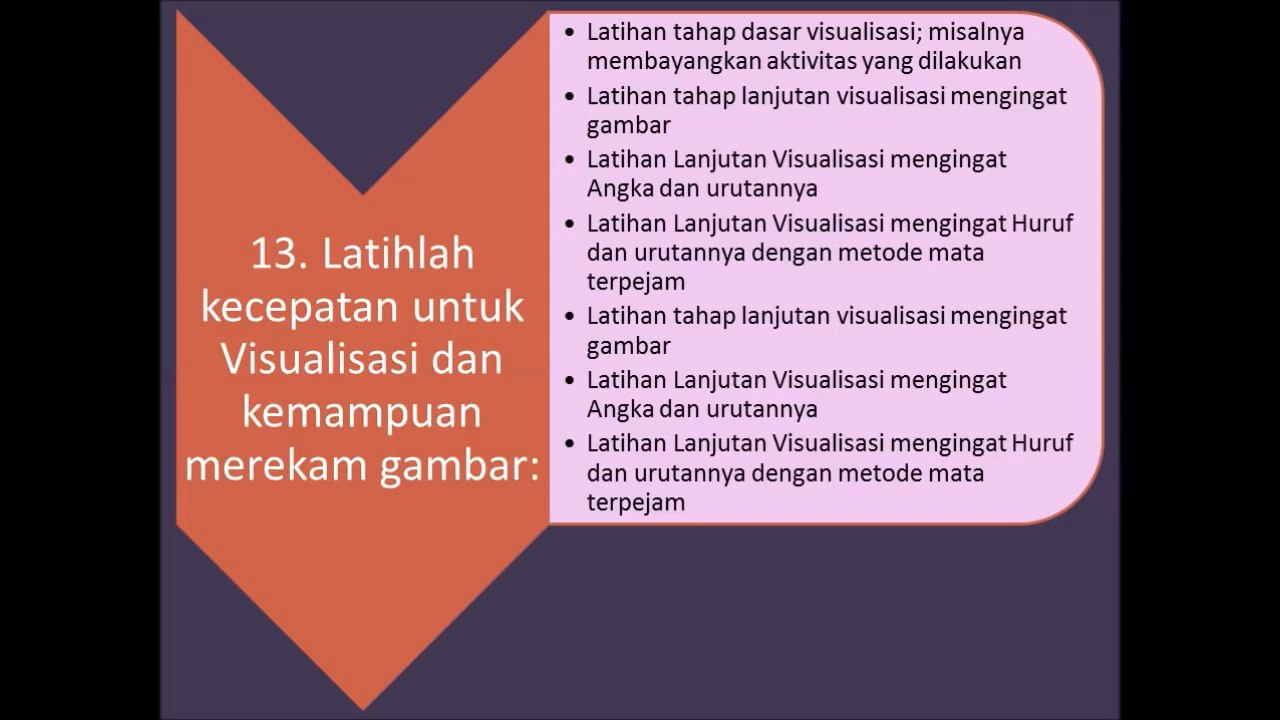 13. Latihlah
kecepatan untuk
Visualisasi dan
kemampuan
merekam gambar:
• Latihan tahap dasar visualisasi; misalnya
membayangkan aktivitas yang dilakukan
• Latihan tahap lanjutan visualisasi mengingat
gambar
• Latihan Lanjutan Visualisasi mengingat
Angka dan urutannya
• Latihan Lanjutan Visualisasi mengingat Huruf
dan urutannya dengan metode mata
terpejam
• Latihan tahap lanjutan visualisasi mengingat
gambar
• Latihan Lanjutan Visualisasi mengingat
Angka dan urutannya
• Latihan Lanjutan Visualisasi mengingat Huruf
dan urutannya dengan metode mata
terpejam